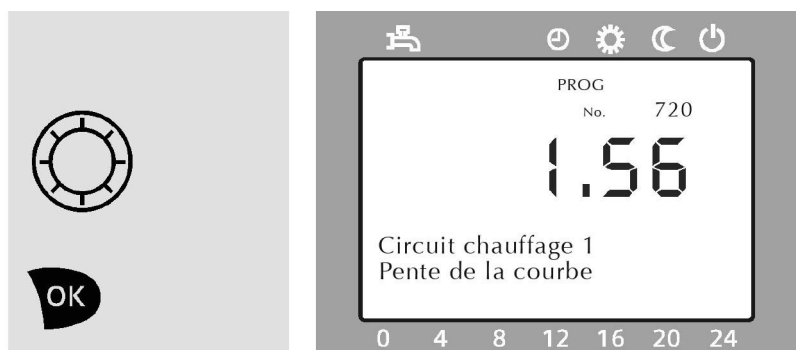 PROG
No. 720
1.56
Circuit chauffage 1
Pente de la courbe
OK
0 4 8 12 16 20 24